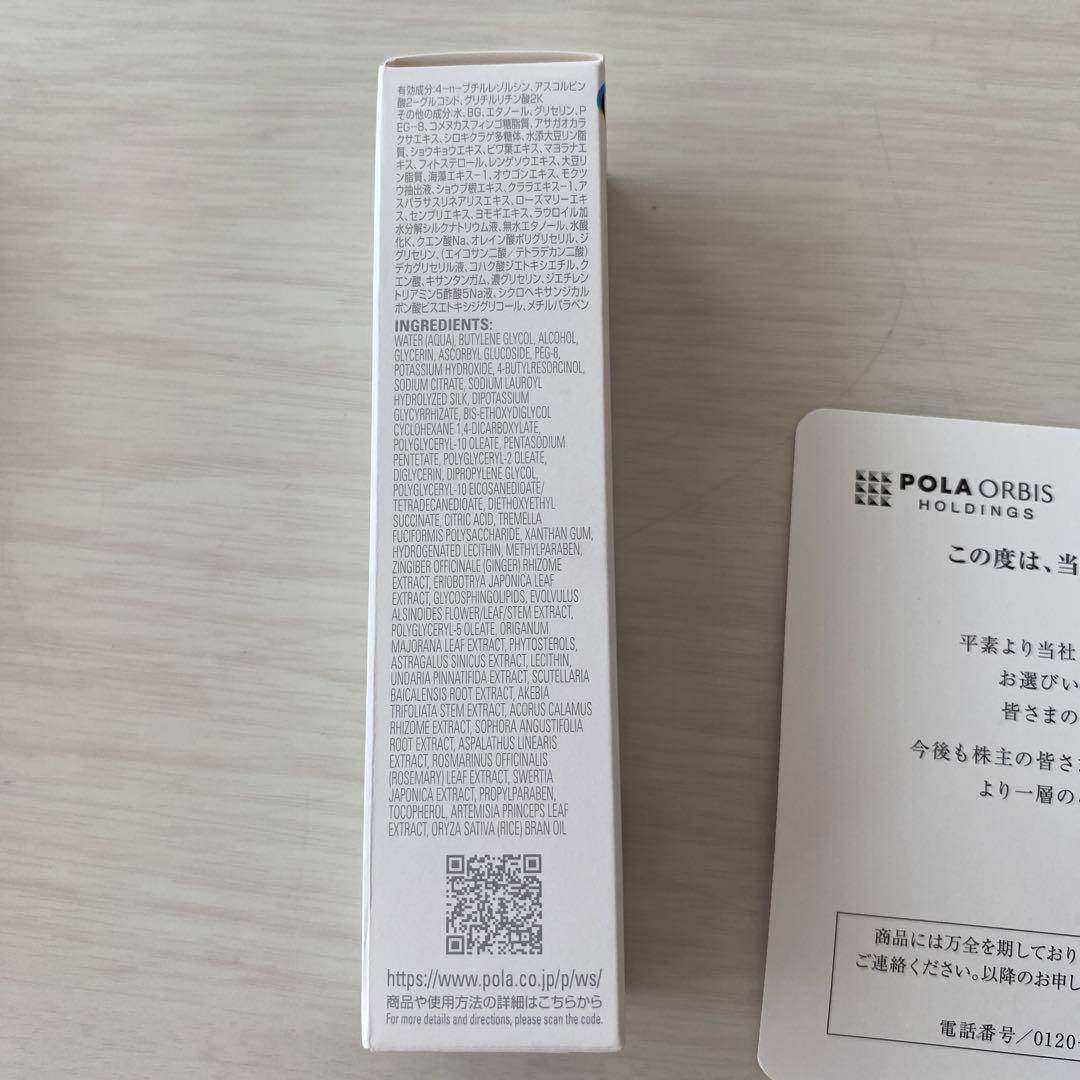 有効成分:4-n-ブチルレゾルシン、アスコルビン
酸2-グルコシド、グリチルリチン酸2K
その他の成分:水、BG、エタノール、グリセリン、P
EG-8、コメヌカスフィンゴ糖脂質、アサガオカラ
クサエキス、シロキクラゲ多糖体、水添大豆リン脂
質、ショウキョウエキス、ビワ葉エキス、マヨラナエ
キス、フィトステロール、レンゲソウエキス、大豆リ
ン脂質、海藻エキス-1、オウゴンエキス、モクツ
ウ抽出液、ショウブ根エキス、クララエキス-1、ア
スパラサスリネアリスエキス、ローズマリーエキ
ス、センブリエキス、ヨモギエキス、ラウロイル加
水分解シルクナトリウム液、無水エタノール、水酸
化K、クエン酸Na、オレイン酸ポリグリセリル、ジ
グリセリン、(エイコサン二酸/テトラデカン二酸)
デカグリセリル液、コハク酸ジエトキシエチル、ク
エン酸、キサンタンガム、濃グリセリン、ジエチレン
トリアミン5酢酸5Na液、シクロヘキサンジカル
ボン酸ビスエトキシジグリコール、メチルパラベン
INGREDIENTS:
WATER (AQUA), BUTYLENE GLYCOL, ALCOHOL,
GLYCERIN, ASCORBYL GLUCOSIDE, PEG-8,
POTASSIUM HYDROXIDE, 4-BUTYLRESORCINOL,
SODIUM CITRATE, SODIUM LAUROYL
HYDROLYZED SILK, DIPOTASSIUM
GLYCYRRHIZATE, BIS-ETHOXYDIGLYCOL
CYCLOHEXANE 1,4-DICARBOXYLATE,
POLYGLYCERYL-10 OLEATE, PENTASODIUM
PENTETATE, POLYGLYCERYL-2 OLEATE,
DIGLYCERIN, DIPROPYLENE GLYCOL,
POLYGLYCERYL-10 EICOSANEDIOATE/
TETRADECANEDIOATE, DIETHOXYETHYL
SUCCINATE, CITRIC ACID, TREMELLA
FUCIFORMIS POLYSACCHARIDE, XANTHAN GUM,
HYDROGENATED LECITHIN, METHYLPARABEN,
ZINGIBER OFFICINALE (GINGER) RHIZOME
EXTRACT, ERIOBOTRYA JAPONICA LEAF
EXTRACT, GLYCOSPHINGOLIPIDS, EVOLVULUS
ALSINOIDES FLOWER/LEAF/STEM EXTRACT,
POLYGLYCERYL-5 OLEATE, ORIGANUM
MAJORANA LEAF EXTRACT, PHYTOSTEROLS,
ASTRAGALUS SINICUS EXTRACT, LECITHIN,
UNDARIA PINNATIFIDA EXTRACT, SCUTELLARIA
BAICALENSIS ROOT EXTRACT, AKEBIA
TRIFOLIATA STEM EXTRACT, ACORUS CALAMUS
RHIZOME EXTRACT, SOPHORA ANGUSTIFOLIA
ROOT EXTRACT, ASPALATHUS LINEARIS
EXTRACT, ROSMARINUS OFFICINALIS
(ROSEMARY) LEAF EXTRACT, SWERTIA
JAPONICA EXTRACT, PROPYLPARABEN,
TOCOPHEROL, ARTEMISIA PRINCEPS LEAF
EXTRACT, ORYZA SATIVA (RICE) BRAN OIL
https://www.pola.co.jp/p/ws/
商品や使用方法の詳細はこちらから
For more details and directions, please scan the code.
POLA ORBIS
HOLDINGS
この度は、当
平素より当社
お選びい
皆さまの
今後も株主の皆さ
より一層の
商品には万全を期しており
ご連絡ください。以降のお申し
電話番号/0120-